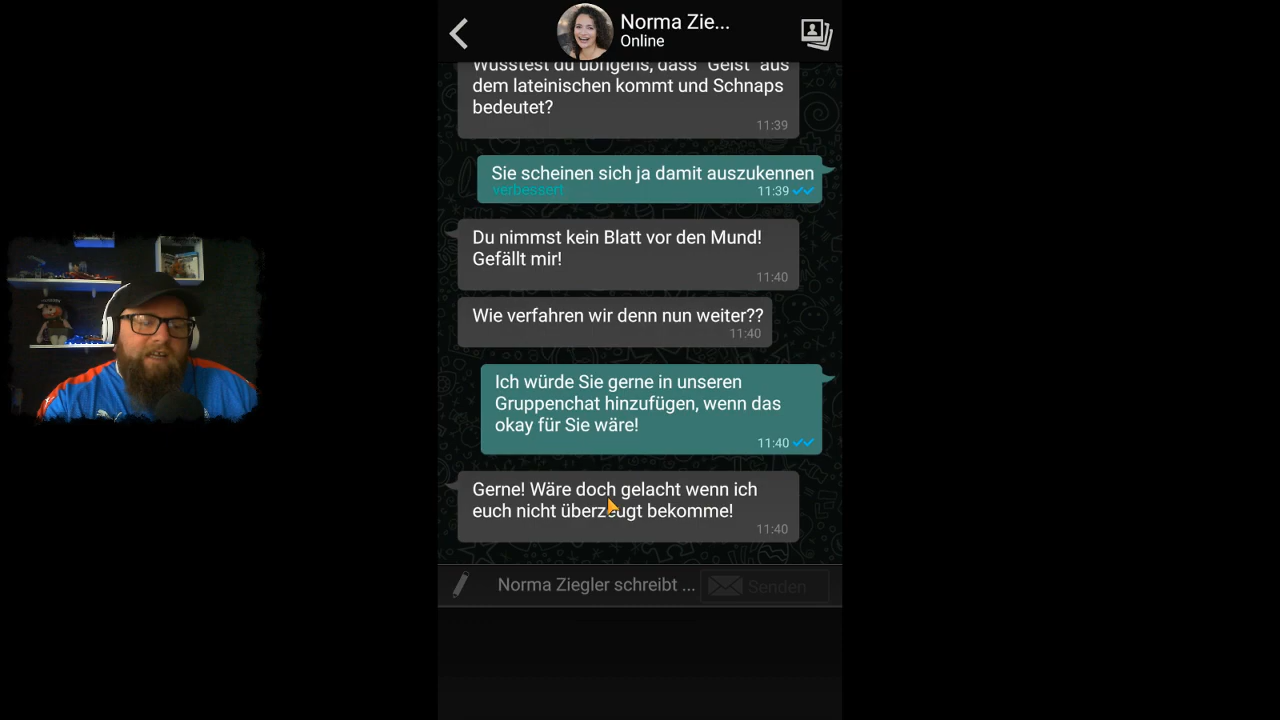 Norma Zie...
Online
Wusstest du übrigens, dass "Geist" aus
dem lateinischen kommt und Schnaps
bedeutet?
11:39
Sie scheinen sich ja damit auszukennen
verbessert
11:39
Du nimmst kein Blatt vor den Mund!
Gefällt mir!
11:40
Wie verfahren wir denn nun weiter??
11:40
Ich würde Sie gerne in unseren
Gruppenchat hinzufügen, wenn das
okay für Sie wäre!
11:40
Gerne! Wäre doch gelacht wenn ich
euch nicht überzeugt bekomme!
11:40
Norma Ziegler schreibt ...
Senden